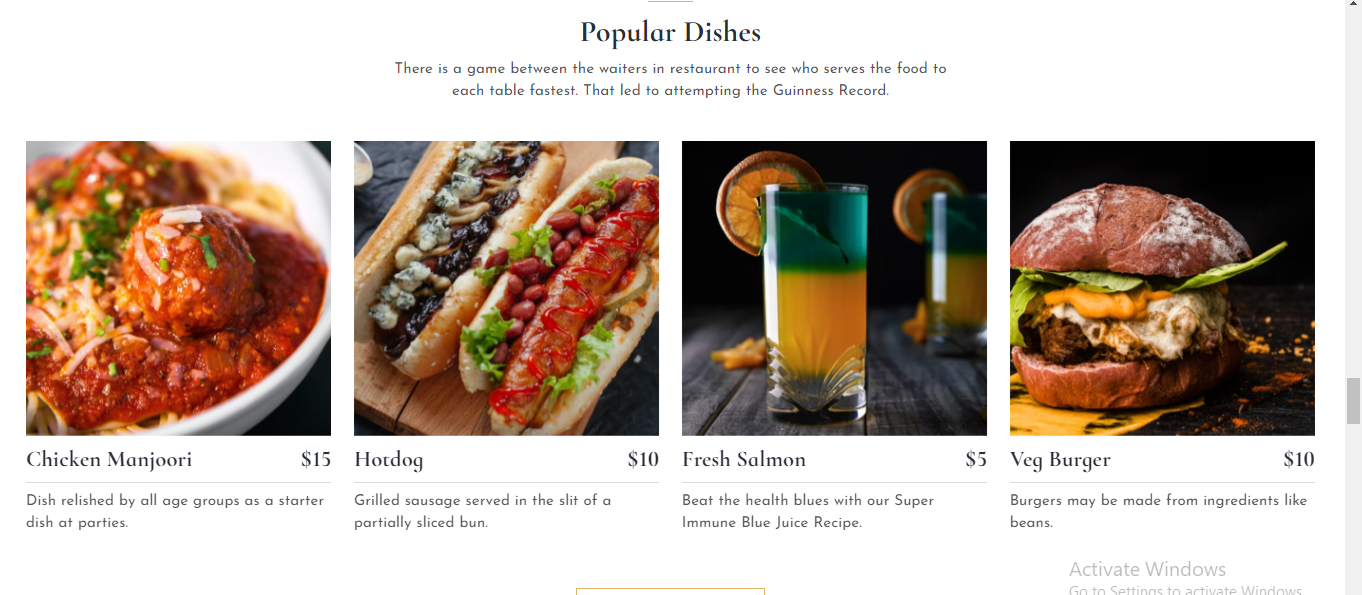 Popular Dishes
There is a game between the waiters in restaurant to see who serves the food to
each table fastest. That led to attempting the Guinness Record.
Chicken Manjoori $15
Dish relished by all age groups as a starter
dish at parties.
Hotdog $10
Grilled sausage served in the slit of a
partially sliced bun.
Fresh Salmon $5
Beat the health blues with our Super
Immune Blue Juice Recipe.
Veg Burger $10
Burgers may be made from ingredients like
beans.
Activate Windows
Go to Settings to activate Windows.